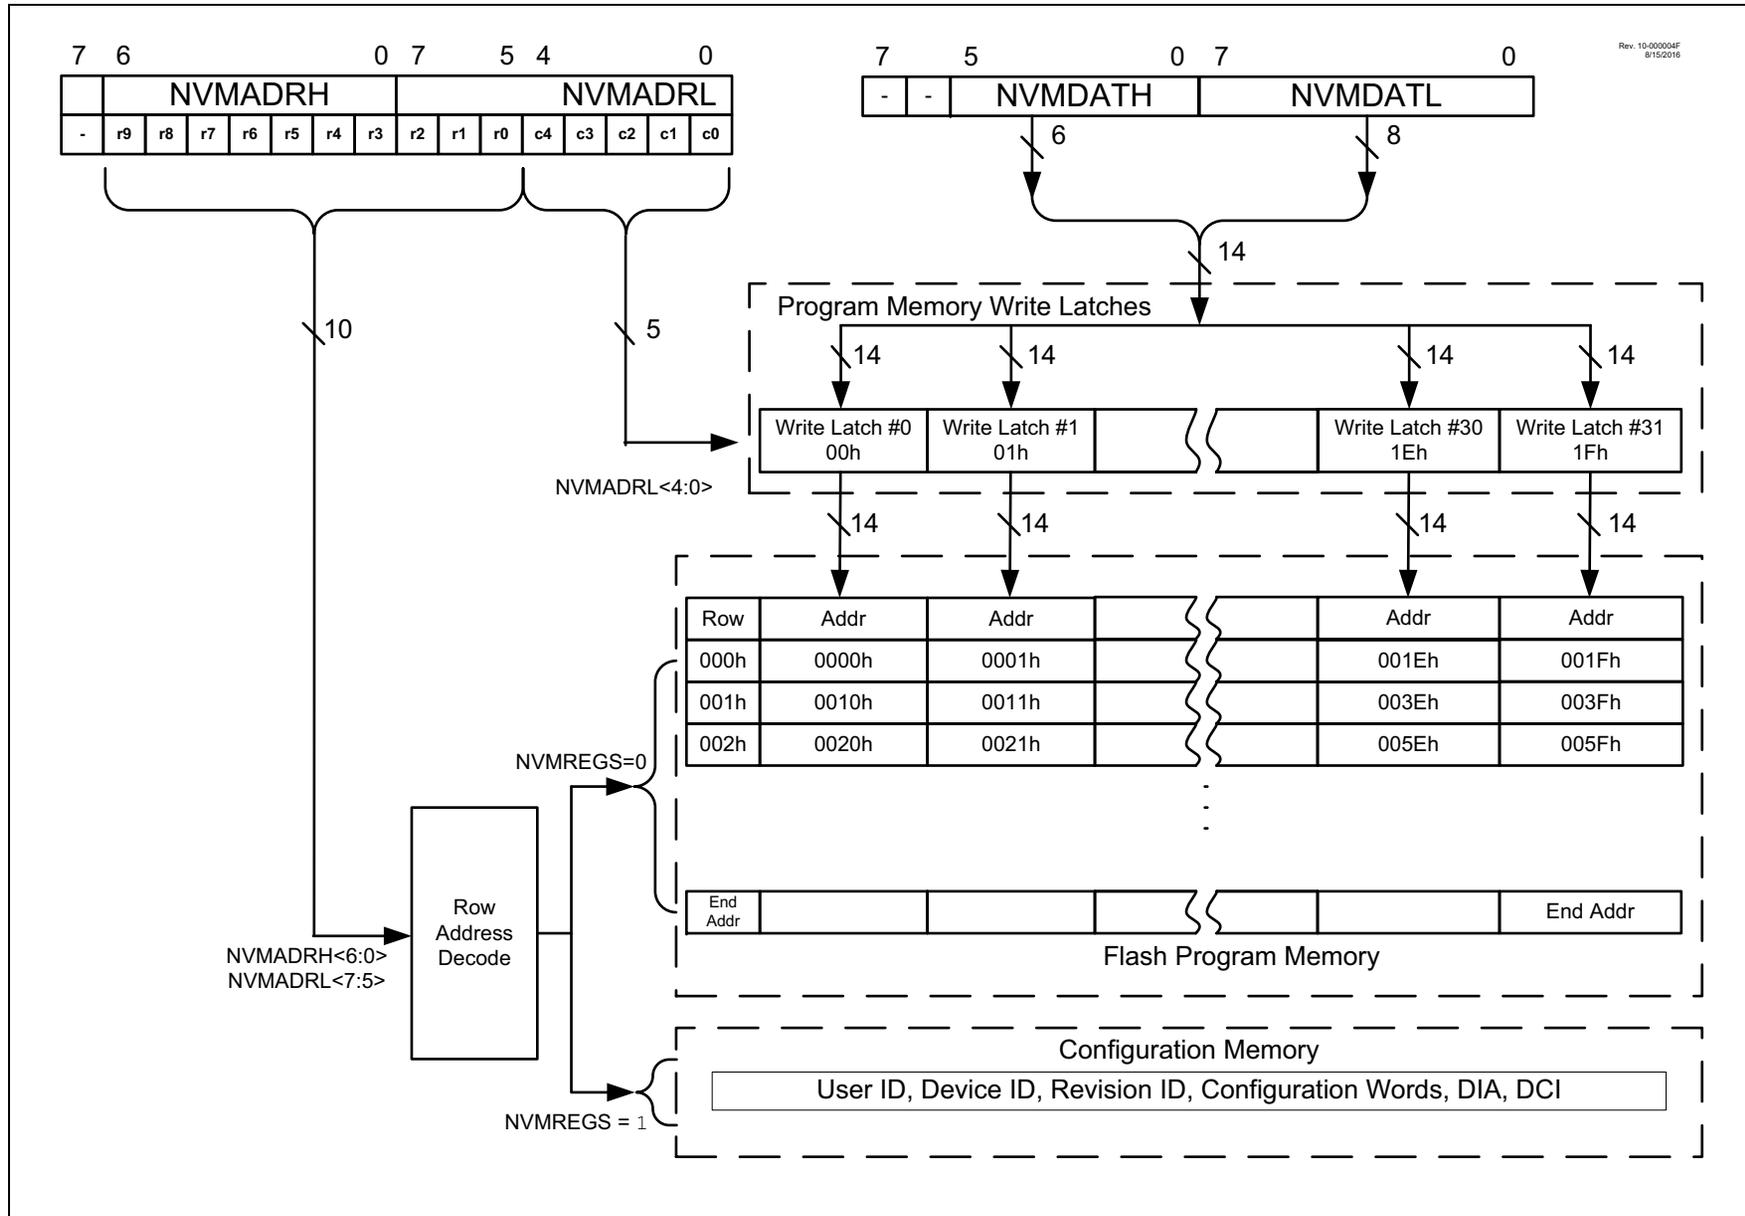 7 6 0 7 5 4 0
7 5 0 7 0
Rev. 10-000004F
8/15/2016
NVMADRH NVMADRL
- - NVMDATH NVMDATL
- r9 r8 r7 r6 r5 r4 r3 r2 r1 r0 c4 c3 c2 c1 c0
6 8
14
Program Memory Write Latches
10 5
14 14 14 14
Write Latch #0
00h
Write Latch #1
01h
Write Latch #30
1Eh
Write Latch #31
1Fh
NVMADRL<4:0>
14 14 14 14
Row Addr Addr Addr Addr
000h 0000h 0001h 001Eh 001Fh
001h 0010h 0011h 003Eh 003Fh
002h 0020h 0021h 005Eh 005Fh
NVMREGS=0
End
Addr
End Addr
Row
Address
Decode
NVMADRH<6:0>
NVMADRL<7:5>
Flash Program Memory
Configuration Memory
User ID, Device ID, Revision ID, Configuration Words, DIA, DCI
NVMREGS = 1